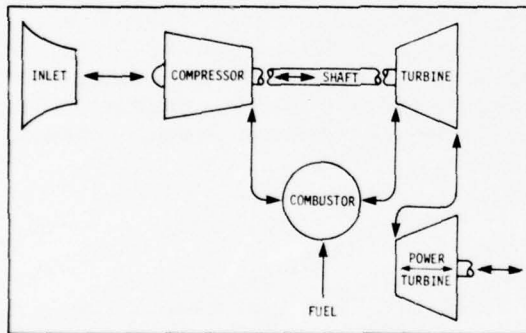 INLET
COMPRESSOR
SHAFT
TURBINE
COMBUSTOR
POWER
TURBINE
FUEL